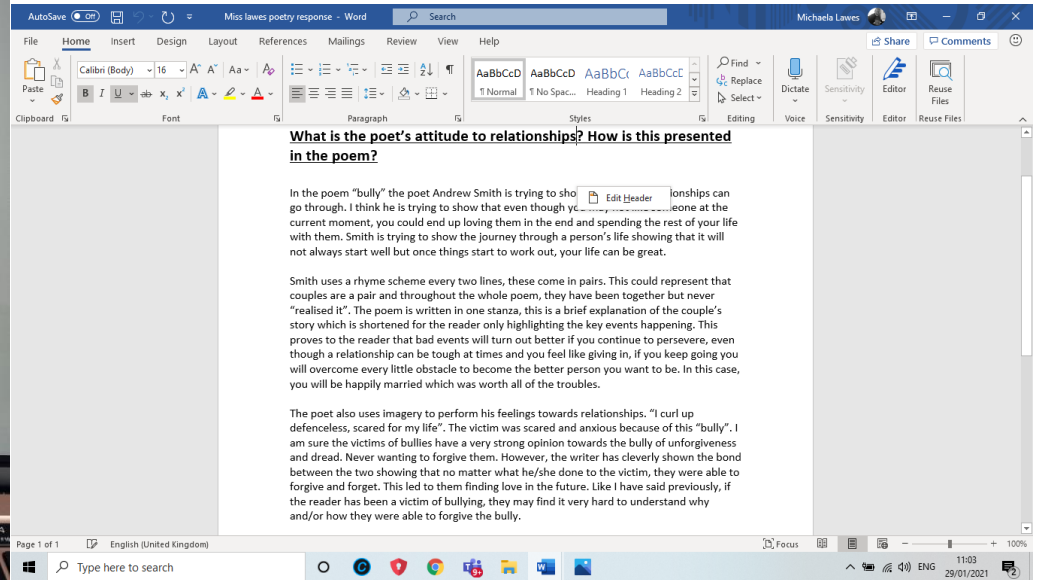 AutoSave Off Miss lawes poetry response - Word Search Michaela Lawes
File Home Insert Design Layout References Mailings Review View Help Share Comments
Calibri (Body) 16 A^ Aˇ Aa AaBbCcD AaBbCcD AaBbCc AaBbCcE Find
Paste Replace Dictate Sensitivity Editor Reuse Files
B I U ab x₂ x² A A ¶ Normal ¶ No Spac... Heading 1 Heading 2 Select
Clipboard Font Paragraph Styles Editing Voice Sensitivity Editor Reuse Files
What is the poet's attitude to relationships? How is this presented
in the poem?
In the poem “bully” the poet Andrew Smith is trying to sho ionships can
Edit Header
go through. I think he is trying to show that even though at the
current moment, you could end up loving them in the end and spending the rest of your life
with them. Smith is trying to show the journey through a person's life showing that it will
not always start well but once things start to work out, your life can be great.
Smith uses a rhyme scheme every two lines, these come in pairs. This could represent that
couples are a pair and throughout the whole poem, they have been together but never
“realised it”. The poem is written in one stanza, this is a brief explanation of the couple's
story which is shortened for the reader only highlighting the key events happening. This
proves to the reader that bad events will turn out better if you continue to persevere, even
though a relationship can be tough at times and you feel like giving in, if you keep going you
will overcome every little obstacle to become the better person you want to be. In this case,
you will be happily married which was worth all of the troubles.
The poet also uses imagery to perform his feelings towards relationships. “I curl up
defenceless, scared for my life”. The victim was scared and anxious because of this “bully”. I
am sure the victims of bullies have a very strong opinion towards the bully of unforgiveness
and dread. Never wanting to forgive them. However, the writer has cleverly shown the bond
between the two showing that no matter what he/she done to the victim, they were able to
forgive and forget. This led to them finding love in the future. Like I have said previously, if
the reader has been a victim of bullying, they may find it very hard to understand why
and/or how they were able to forgive the bully.
Page 1 of 1 English (United Kingdom) Focus 100%
Type here to search 9+ W ENG 11:03
29/01/2021 2